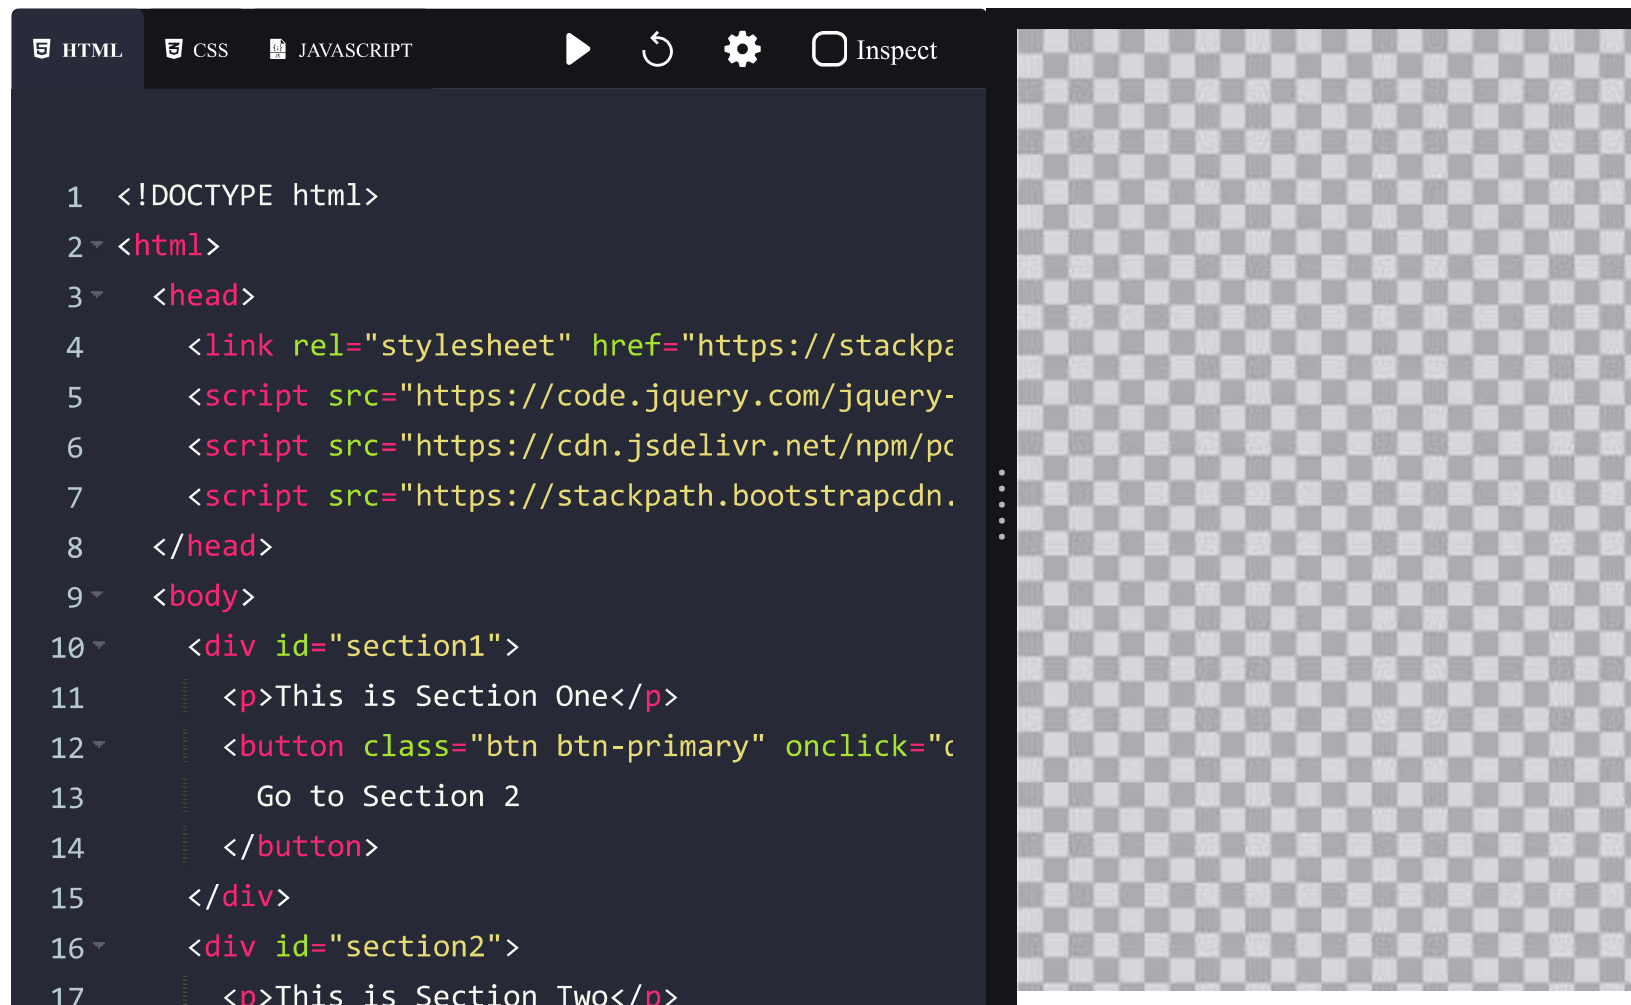 HTML CSS JAVASCRIPT Inspect
1 <!DOCTYPE html>
2 <html>
3 <head>
4 <link rel="stylesheet" href="https://stackpa
5 <script src="https://code.jquery.com/jquery-
6 <script src="https://cdn.jsdelivr.net/npm/po
7 <script src="https://stackpath.bootstrapcdn.
8 </head>
9 <body>
10 <div id="section1">
11 <p>This is Section One</p>
12 <button class="btn btn-primary" onclick="d
13 Go to Section 2
14 </button>
15 </div>
16 <div id="section2">
17 <p>This is Section Two</p>